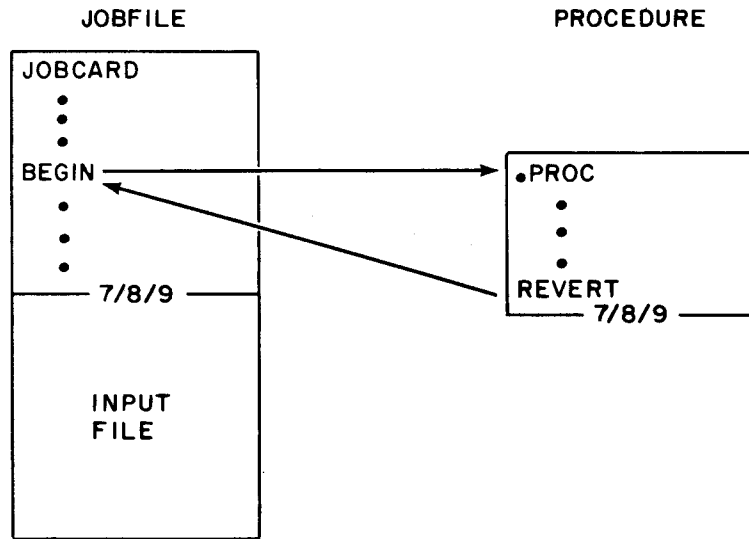 JOBFILE
PROCEDURE
JOBCARD
BEGIN
7/8/9
INPUT
FILE
.PROC
REVERT
7/8/9